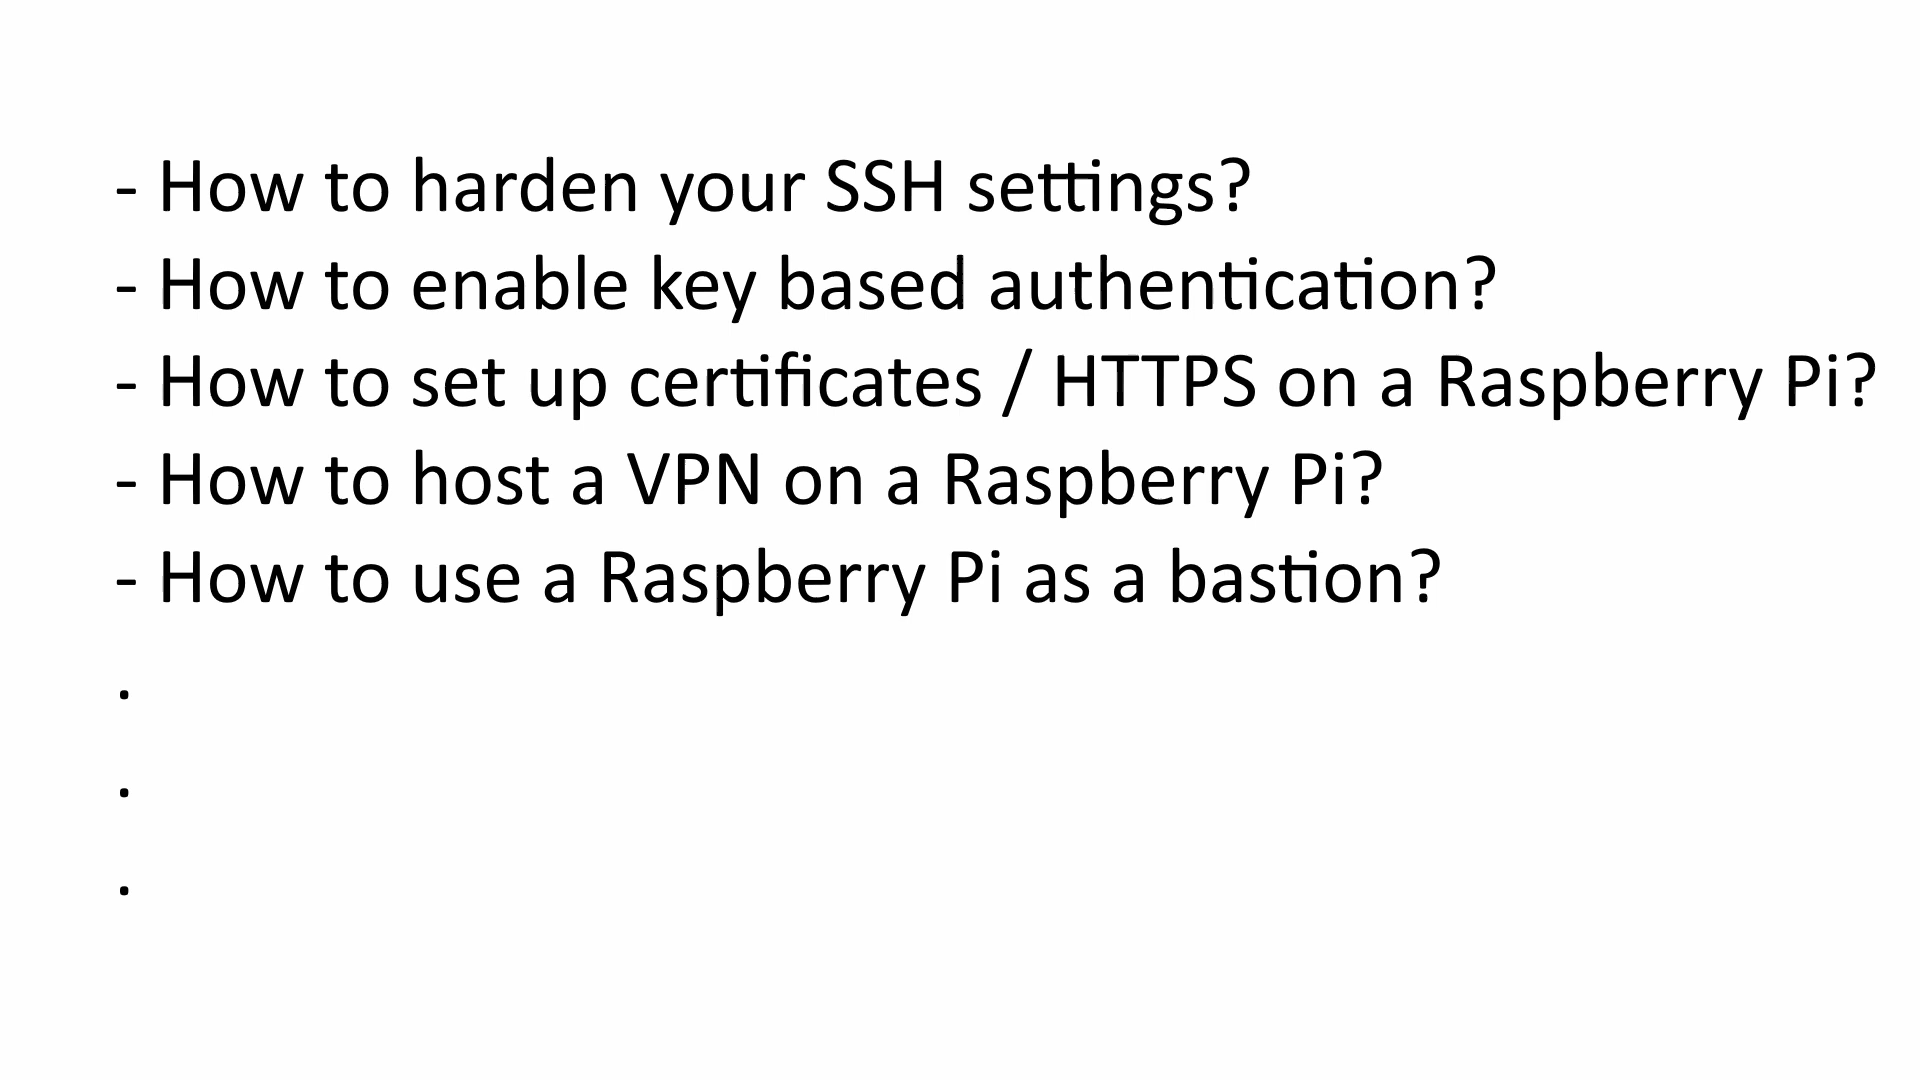 - How to harden your SSH settings?
- How to enable key based authentication?
- How to set up certificates / HTTPS on a Raspberry Pi?
- How to host a VPN on a Raspberry Pi?
- How to use a Raspberry Pi as a bastion?
.
.
.